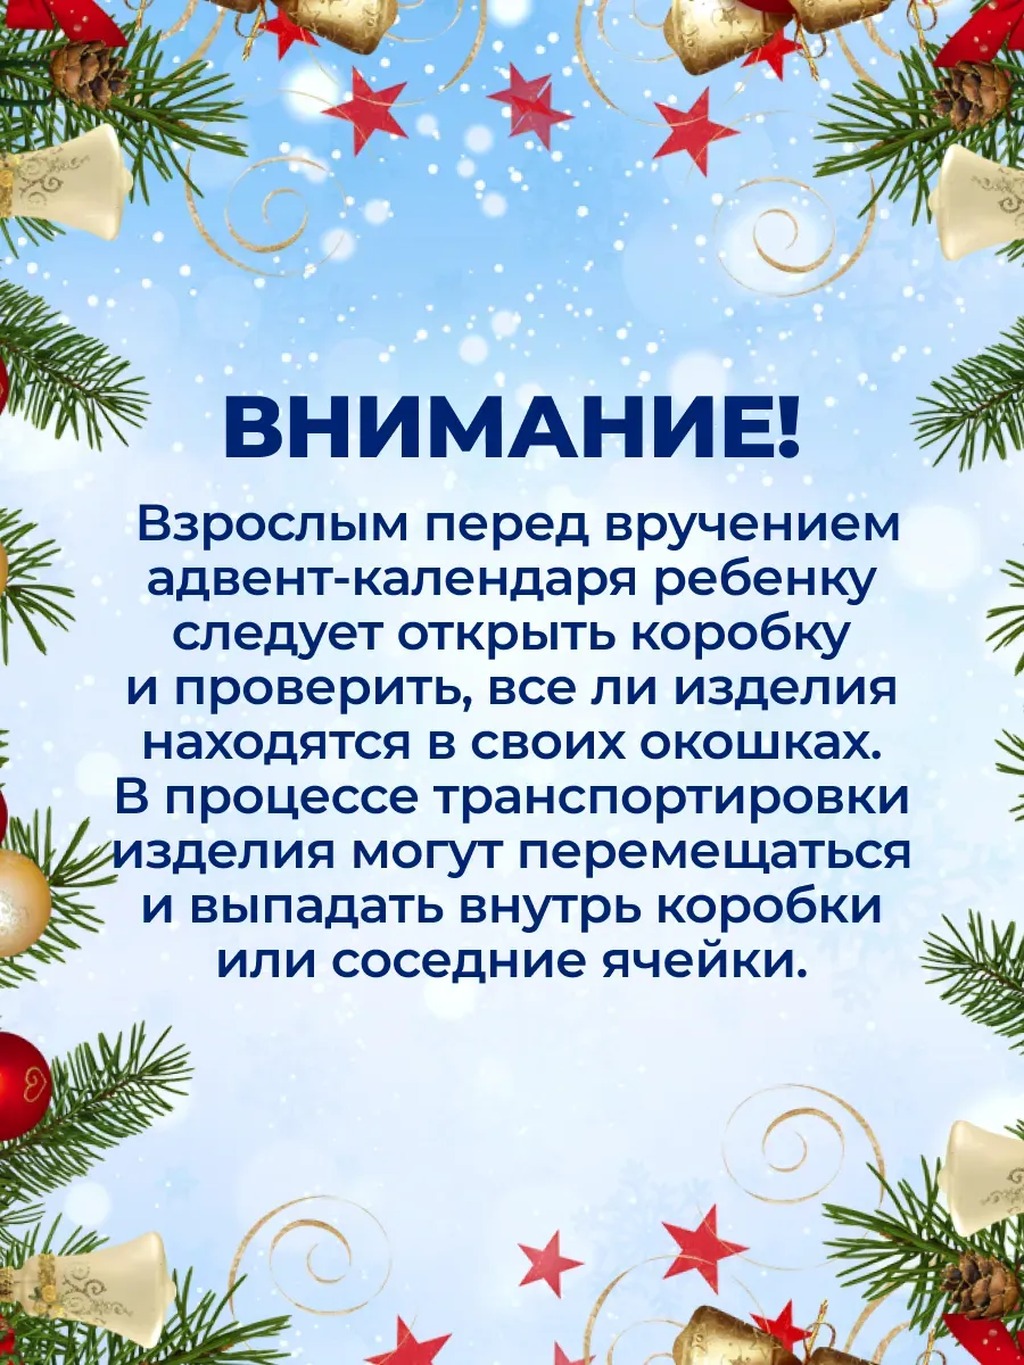 ВНИМАНИЕ!
Взрослым перед вручением
адвент-календаря ребенку
следует открыть коробку
и проверить, все ли изделия
находятся в своих окошках.
В процессе транспортировки
изделия могут перемещаться
и выпадать внутрь коробки
или соседние ячейки.